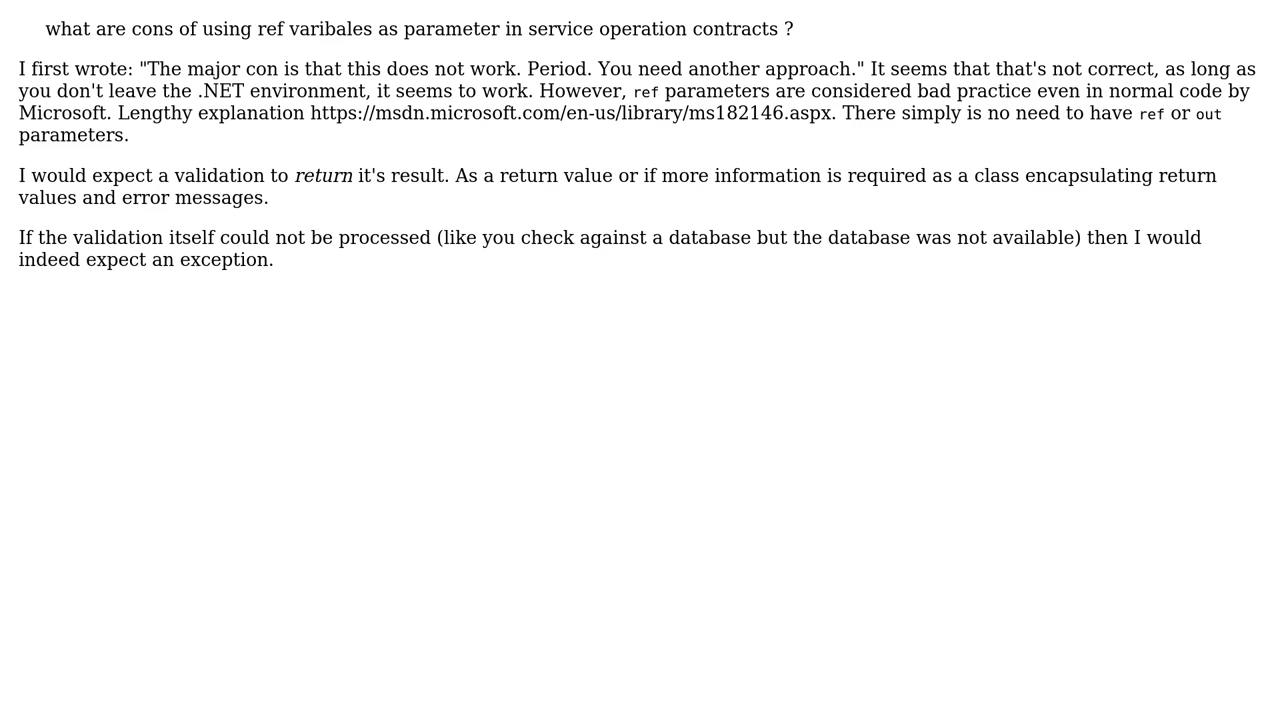 what are cons of using ref varibales as parameter in service operation contracts ?
I first wrote: "The major con is that this does not work. Period. You need another approach." It seems that that's not correct, as long as
you don't leave the .NET environment, it seems to work. However, ref parameters are considered bad practice even in normal code by
Microsoft. Lengthy explanation https://msdn.microsoft.com/en-us/library/ms182146.aspx. There simply is no need to have ref or out
parameters.
I would expect a validation to return it's result. As a return value or if more information is required as a class encapsulating return
values and error messages.
If the validation itself could not be processed (like you check against a database but the database was not available) then I would
indeed expect an exception.